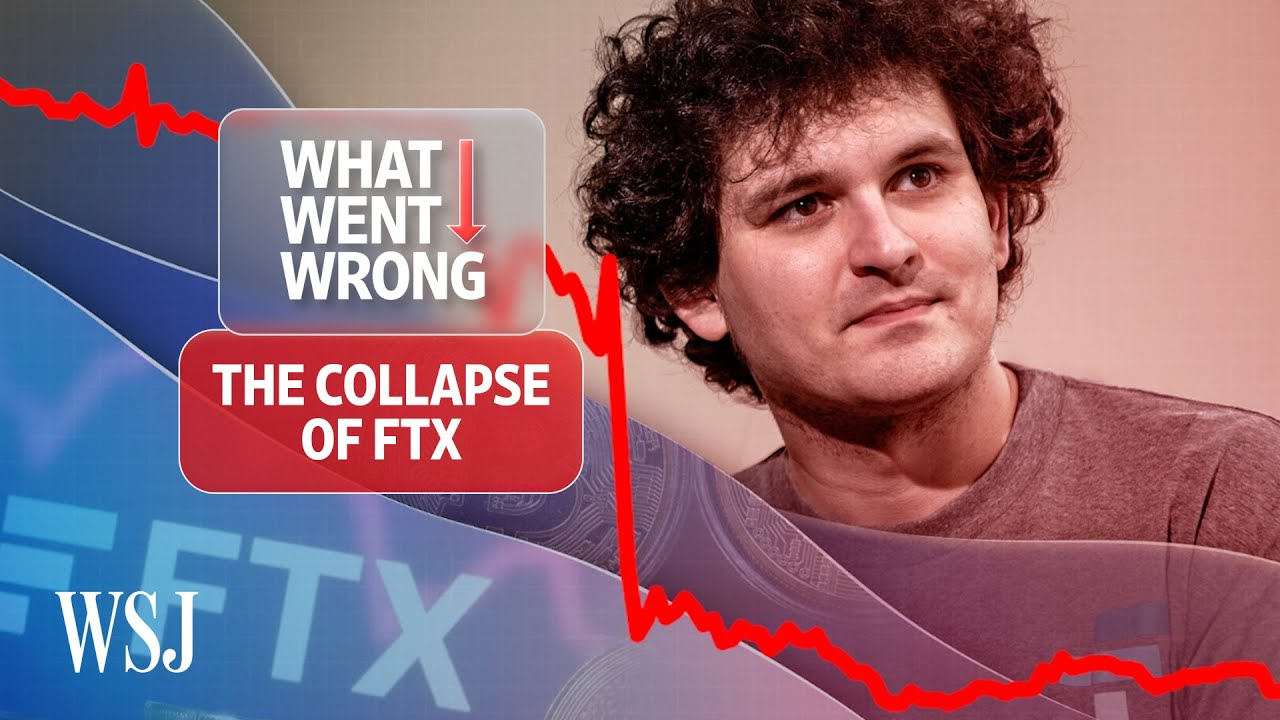 WHAT
WENT
WRONG
THE COLLAPSE
OF FTX
FTX
WSJ